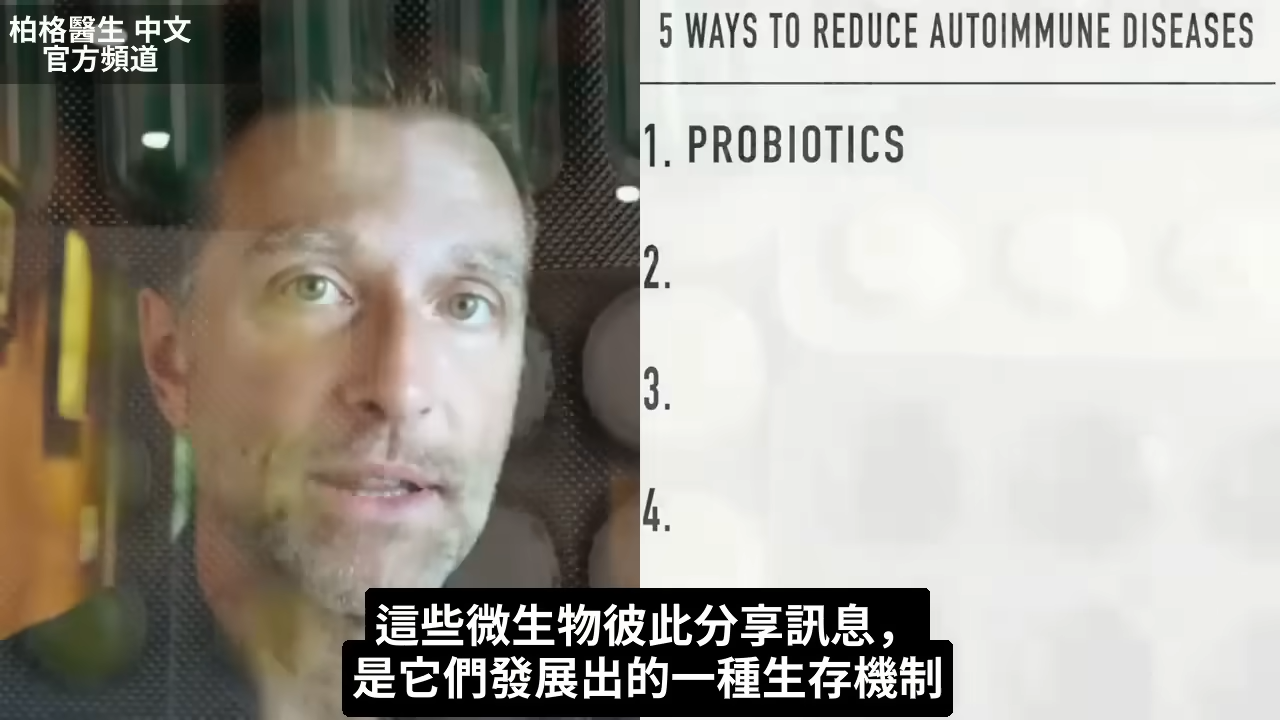 柏格醫生 中文
官方頻道
5 WAYS TO REDUCE AUTOIMMUNE DISEASES
1. PROBIOTICS
2.
3.
4.
這些微生物彼此分享訊息，
是它們發展出的一種生存機制